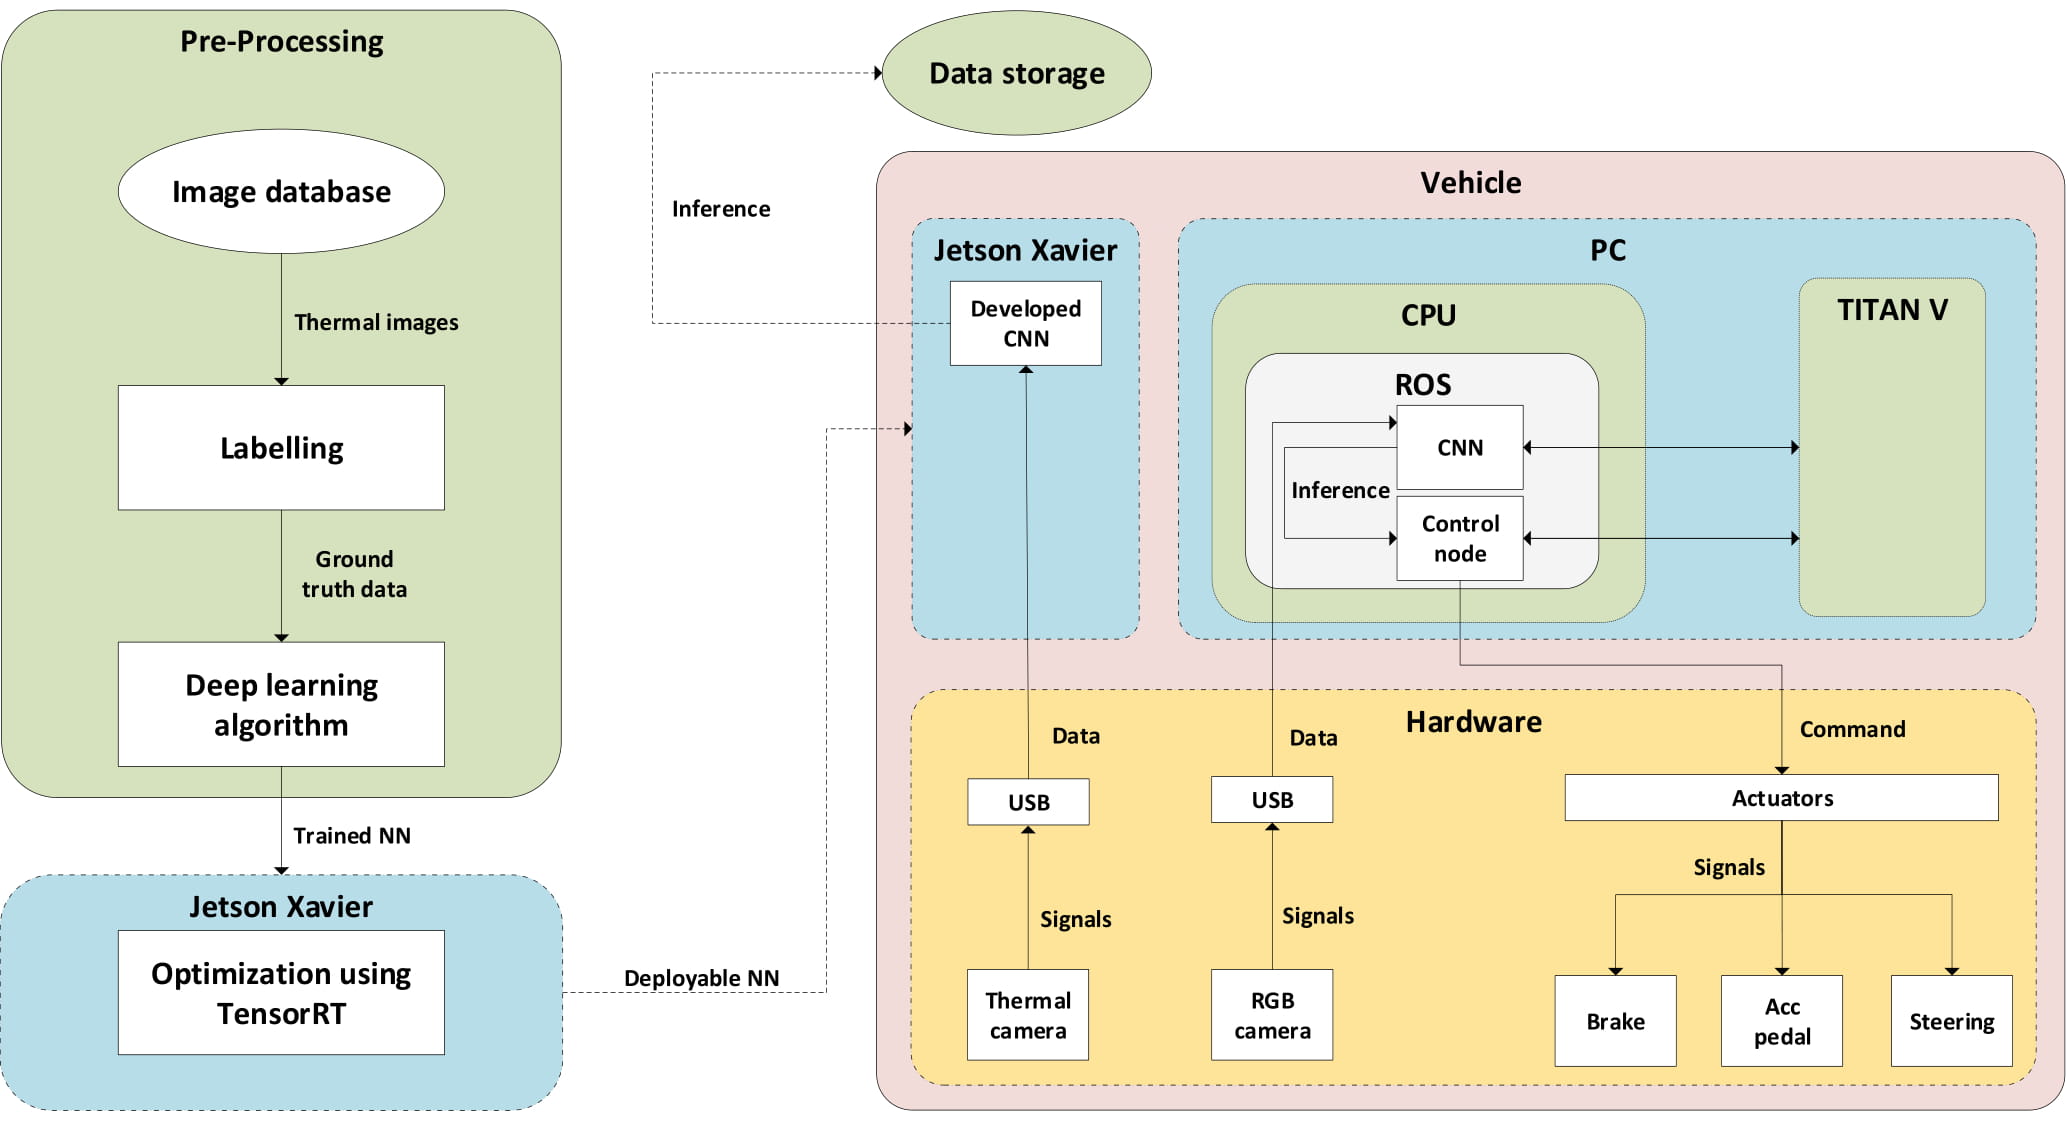 Pre-Processing
Image database
Thermal images
Labelling
Ground
truth data
Deep learning
algorithm
Trained NN
Jetson Xavier
Optimization using
TensorRT
Deployable NN
Inference
Data storage
Vehicle
Jetson Xavier
Developed
CNN
PC
CPU
ROS
CNN
Inference
Control
node
TITAN V
Hardware
Data
Data
Command
USB
USB
Actuators
Signals
Signals
Signals
Thermal
camera
RGB
camera
Brake
Acc
pedal
Steering